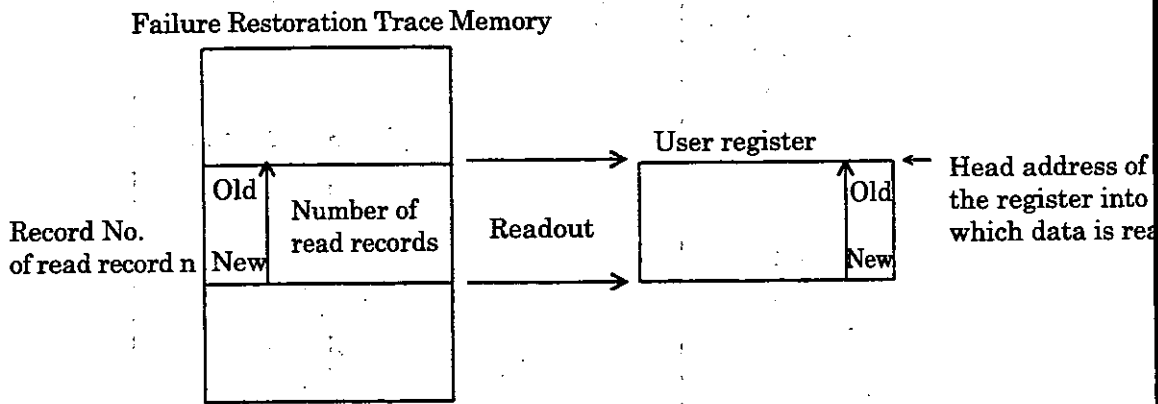 Failure Restoration Trace Memory
User register
Head address of
the register into
which data is rea
Old
New
Number of
read records
Record No.
of read record n
Readout
Old
New